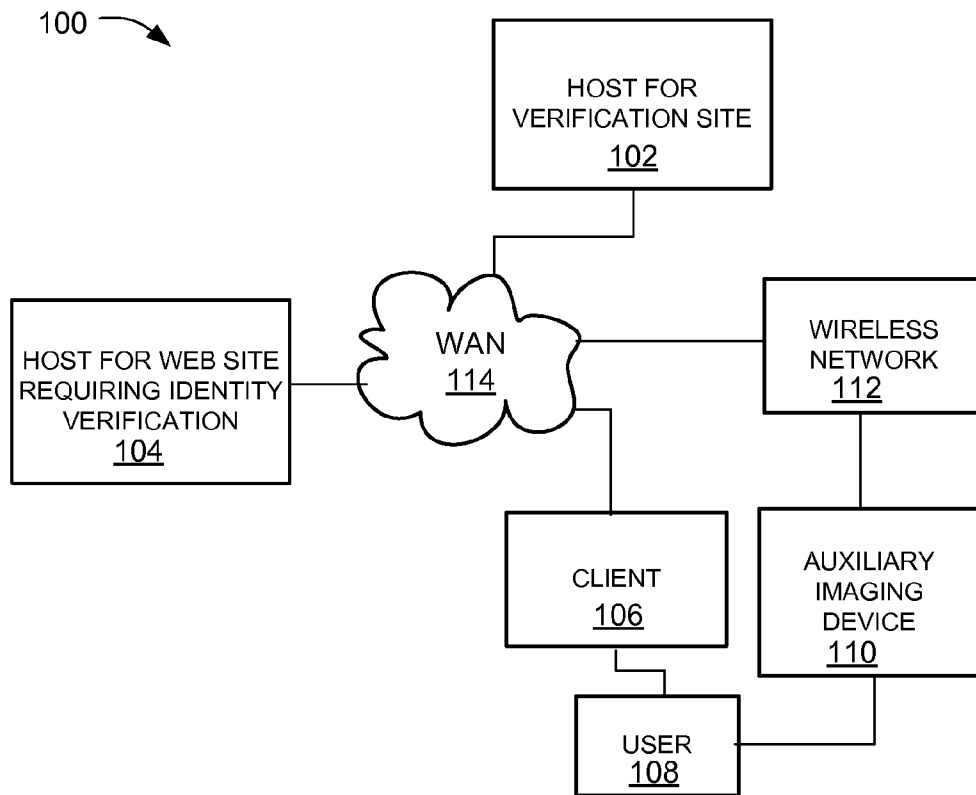 100
HOST FOR
VERIFICATION SITE
102
HOST FOR WEB SITE
REQUIRING IDENTITY
VERIFICATION
104
WAN
114
WIRELESS
NETWORK
112
CLIENT
106
AUXILIARY
IMAGING
DEVICE
110
USER
108